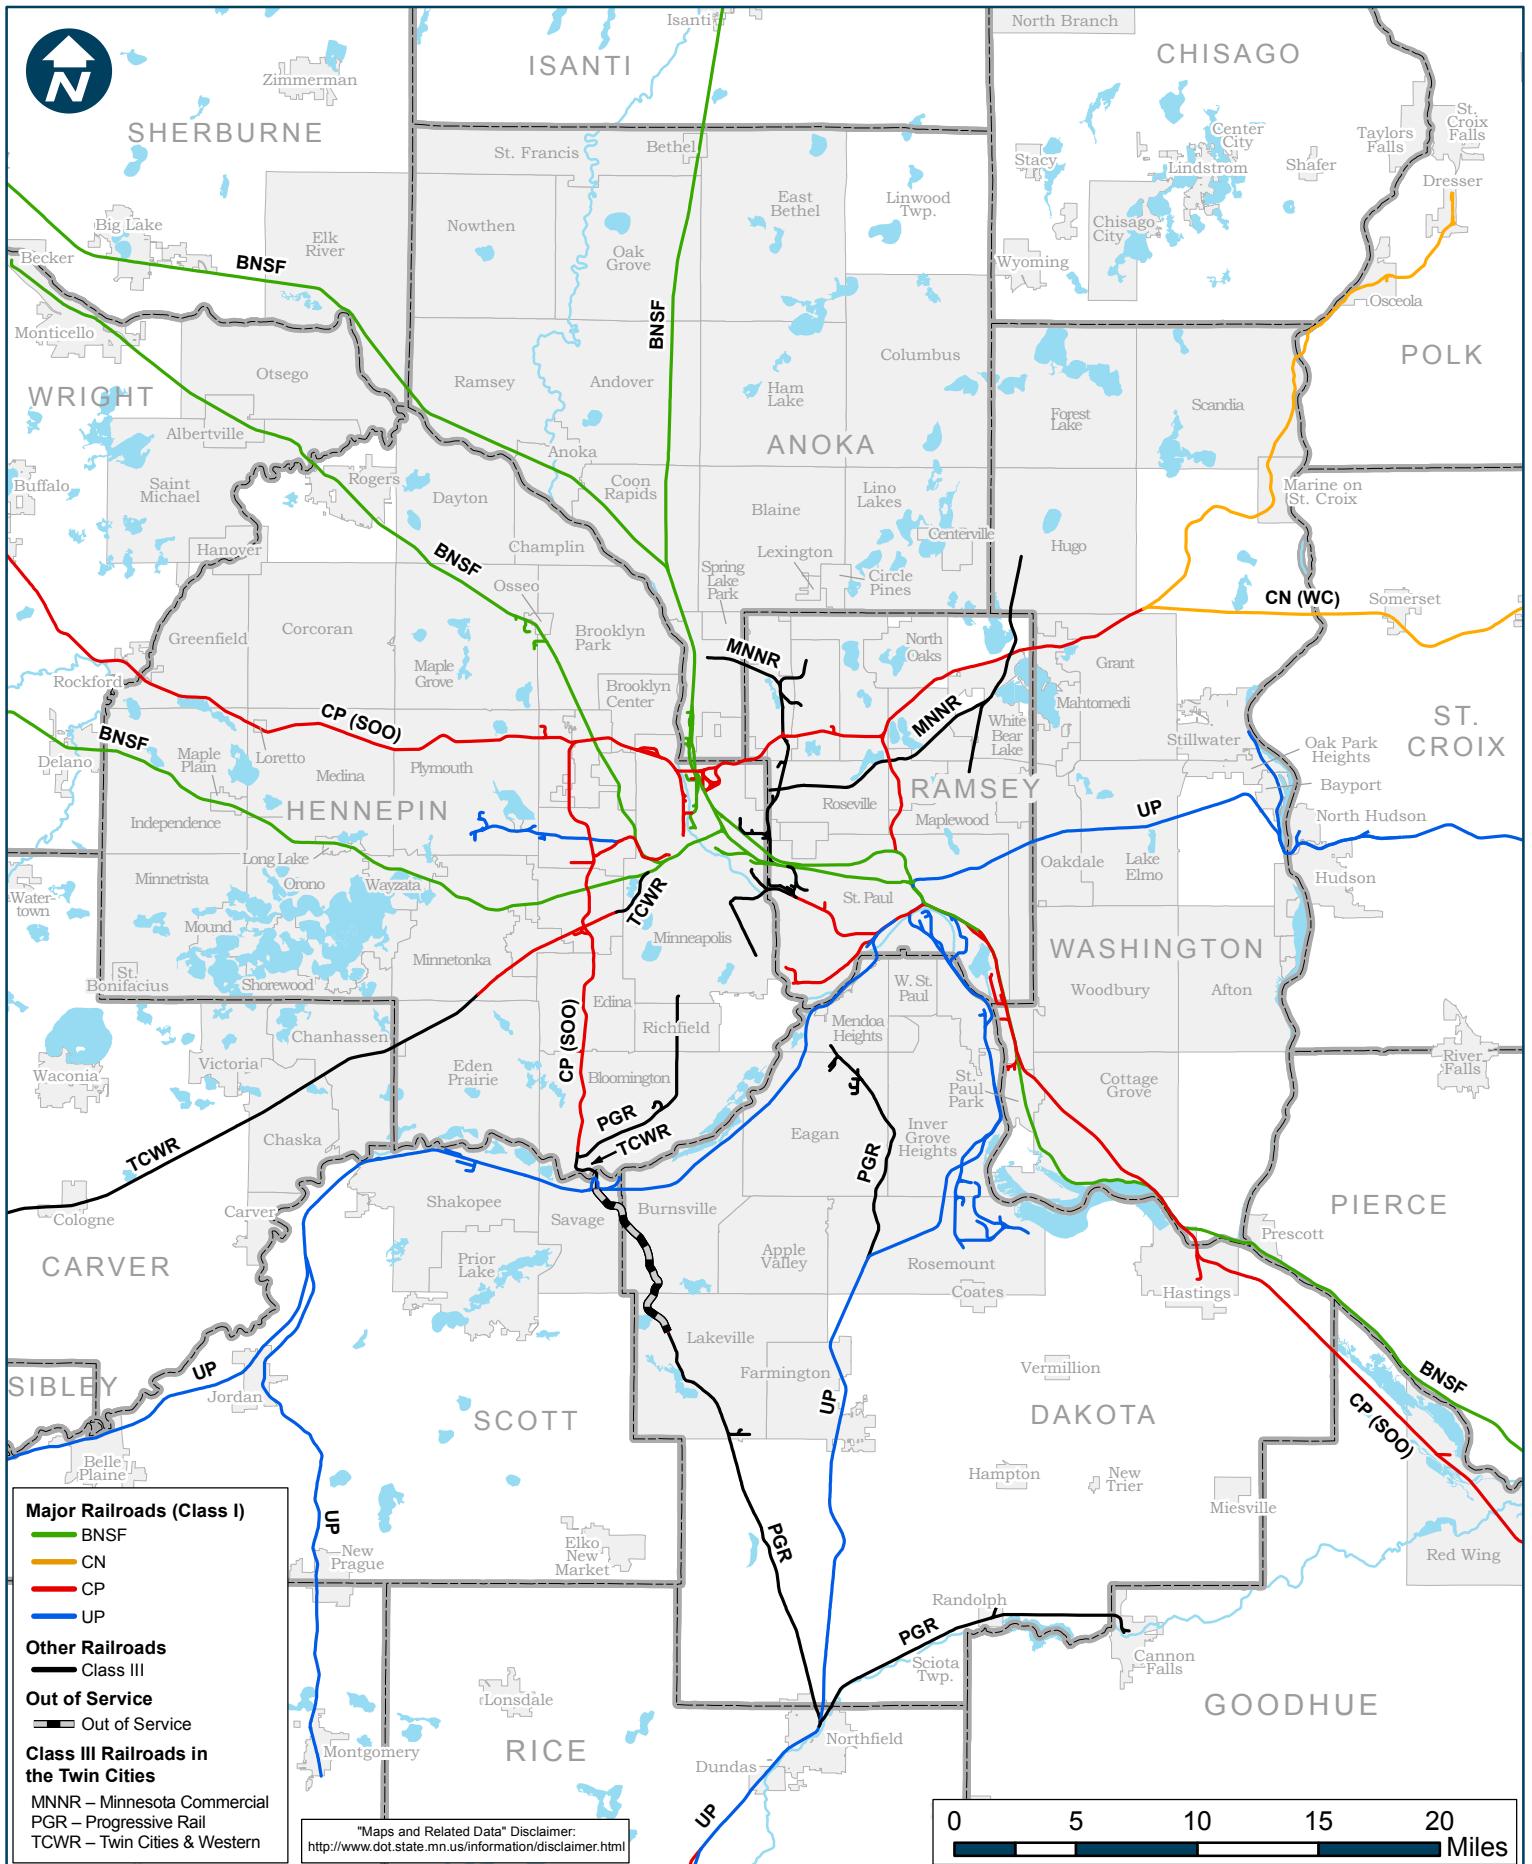 Isanti
North Branch
CHISAGO
ISANTI
N
Zimmerman
SHERBURNE
St.
Croix
Falls
Taylors
Falls
Center
City
Lindstrom
Shafer
Stacy
Dresser
St. Francis
Bethel
East
Bethel
Linwood
Twp.
Chisago
City
Nowthen
Big Lake
Elk
River
Oak
Grove
Becker
BNSF
Wyoming
Osceola
BNSF
Monticello
Otsego
POLK
WRIGHT
Ramsey
Andover
Ham
Lake
Columbus
Forest
Lake
Scandia
Albertville
ANOKA
Anoka
Buffalo
Saint
Michael
Rogers
Dayton
Coon
Rapids
Lino
Lakes
Marine on
St. Croix
Blaine
Hanover
BNSF
Champlin
Lexington
Centerville
Hugo
Spring
Lake
Park
Circle
Pines
Osseo
CN (WC)
Somerset
Greenfield
Corcoran
Brooklyn
Park
MNNR
North
Oaks
Grant
Maple
Grove
Rockford
Brooklyn
Center
Mahtomedi
CP (SOO)
MNNR
White
Bear
Lake
ST.
CROIX
BNSF
Stillwater
Oak Park
Heights
Delano
Maple
Plain
Loretto
Medina
Plymouth
Bayport
RAMSEY
HENNEPIN
Roseville
UP
North Hudson
Independence
Maplewood
Long Lake
Oakdale
Lake
Elmo
Minnetrista
Orono
Wayzata
Hudson
Water-
town
TCWR
St. Paul
Mound
Minneapolis
WASHINGTON
Minnetonka
St.
Bonifacius
Shorewood
W. St.
Paul
Woodbury
Afton
Edina
Chanhassen
CP (SOO)
Richfield
Mendoa
Heights
Victoria
Eden
Prairie
River
Falls
Waconia
Bloomington
St.
Paul
Park
Cottage
Grove
PGR
Chaska
TCWR
Eagan
Inver
Grove
Heights
TCWR
PGR
Shakopee
Cologne
Carver
Savage
Burnsville
PIERCE
Prescott
CARVER
Prior
Lake
Apple
Valley
Rosemount
Coates
Hastings
Lakeville
Farmington
Vermillion
UP
SIBLEY
Jordan
BNSF
UP
SCOTT
DAKOTA
CP (SOO)
Belle
Plaine
Hampton
New
Trier
Miesville
UP
PGR
New
Prague
Elko
New
Market
Red Wing
Randolph
PGR
Sciota
Twp.
Cannon
Falls
Lonsdale
GOODHUE
Montgomery
RICE
Northfield
Dundas
UP
Major Railroads (Class I)
BNSF
CN
CP
UP
Other Railroads
Class III
Out of Service
Out of Service
Class III Railroads in
the Twin Cities
MNNR – Minnesota Commercial
PGR – Progressive Rail
TCWR – Twin Cities & Western
"Maps and Related Data" Disclaimer:
http://www.dot.state.mn.us/information/disclaimer.html
0 5 10 15 20
Miles